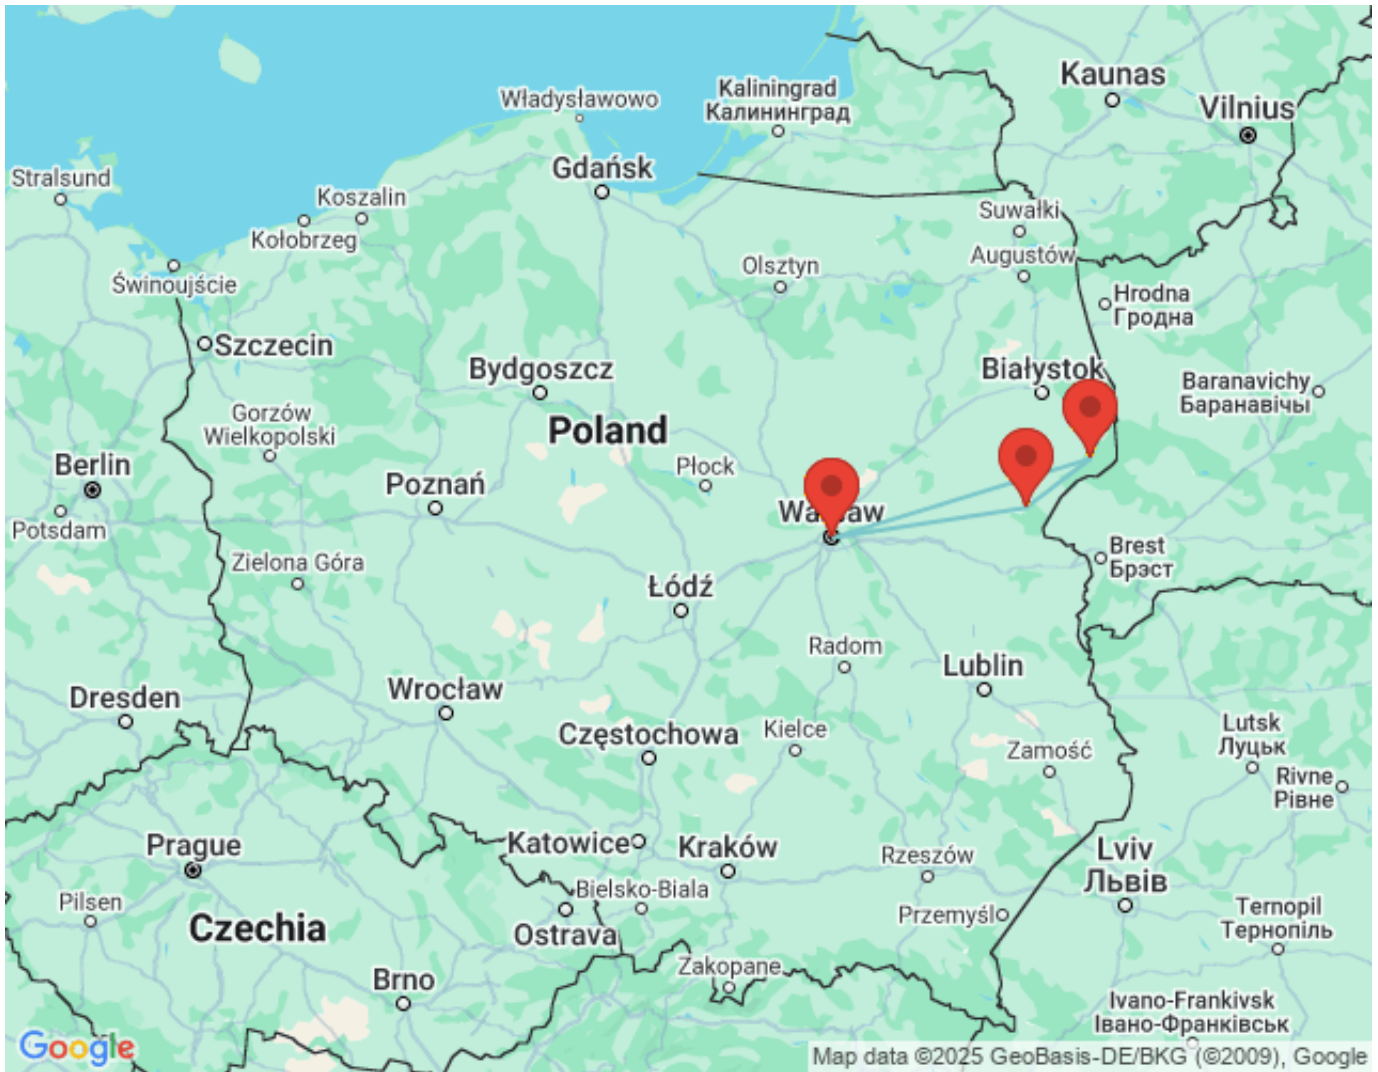 Kaunas
Kaliningrad
Калининград
Władysławowo
Vilnius
Gdańsk
Stralsund
Koszalin
Suwałki
Kołobrzeg
Augustów
Olsztyn
Świnoujście
Hrodna
Гродна
Szczecin
Bydgoszcz
Białystok
Baranavichy
Баранавічы
Gorzów
Wielkopolski
Poland
Berlin
Płock
Poznań
Potsdam
Brest
Брэст
Zielona Góra
Łódź
Radom
Lublin
Wrocław
Dresden
Częstochowa
Kielce
Zamość
Lutsk
Луцьк
Rivne
Рівне
Prague
Katowice
Kraków
Rzeszów
Lviv
Львів
Pilsen
Bielsko-Biala
Przemyśl
Ternopil
Тернопіль
Czechia
Ostrava
Zakopane
Brno
Ivano-Frankivsk
Івано-Франківськ
Google
Map data ©2025 GeoBasis-DE/BKG (©2009), Google